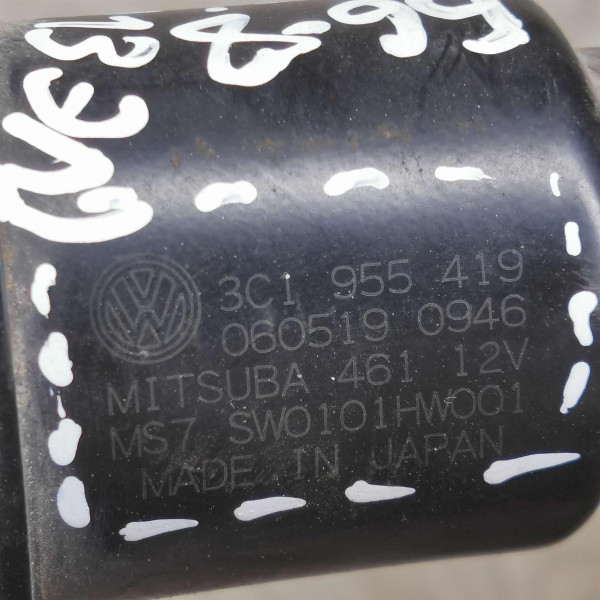 3C1 955 419
060519 0946
MITSUBA 461 12V
MS7 SW0101HW001
MADE IN JAPAN